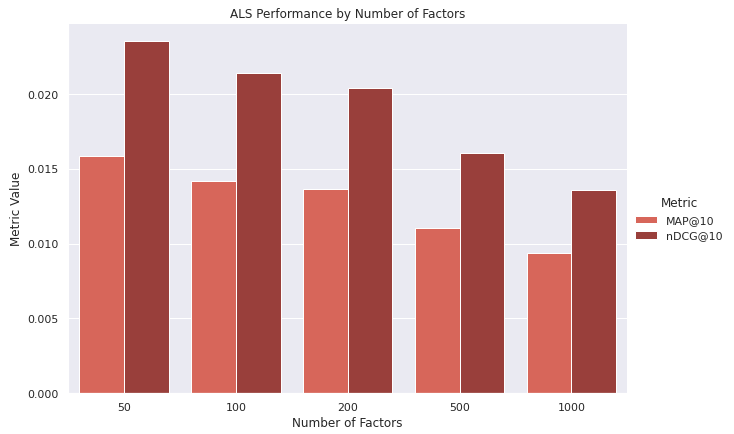 ALS Performance by Number of Factors
Metric Value
0.020
0.015
0.010
0.005
0.000
50 100 200 500 1000
Number of Factors
Metric
MAP@10
nDCG@10